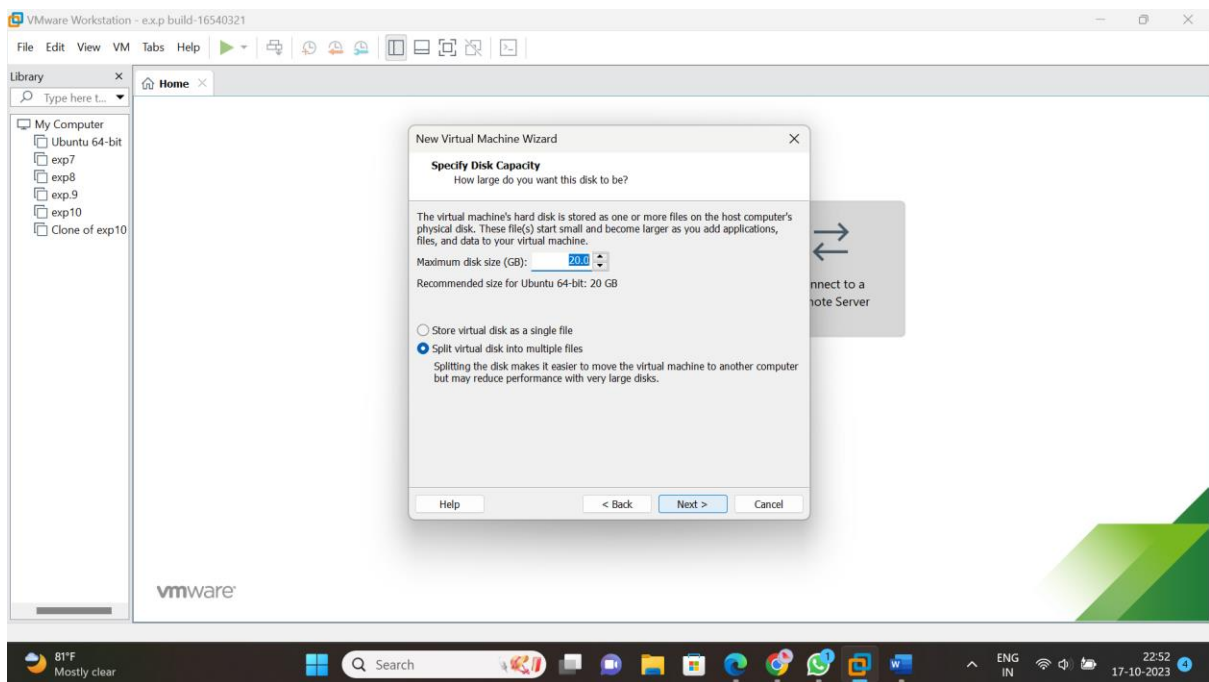 VMware Workstation - e.x.p build-16540321
File Edit View VM Tabs Help
Library
Type here t...
My Computer
Ubuntu 64-bit
exp7
exp8
exp.9
exp10
Clone of exp10
Home
New Virtual Machine Wizard
Specify Disk Capacity
How large do you want this disk to be?
The virtual machine's hard disk is stored as one or more files on the host computer's
physical disk. These file(s) start small and become larger as you add applications,
files, and data to your virtual machine.
Maximum disk size (GB): 20.0
Recommended size for Ubuntu 64-bit: 20 GB
Store virtual disk as a single file
Split virtual disk into multiple files
Splitting the disk makes it easier to move the virtual machine to another computer
but may reduce performance with very large disks.
Help < Back Next > Cancel
nnect to a
note Server
vmware
81°F
Mostly clear
Search
1
W
ENG
IN
22:52
17-10-2023
4